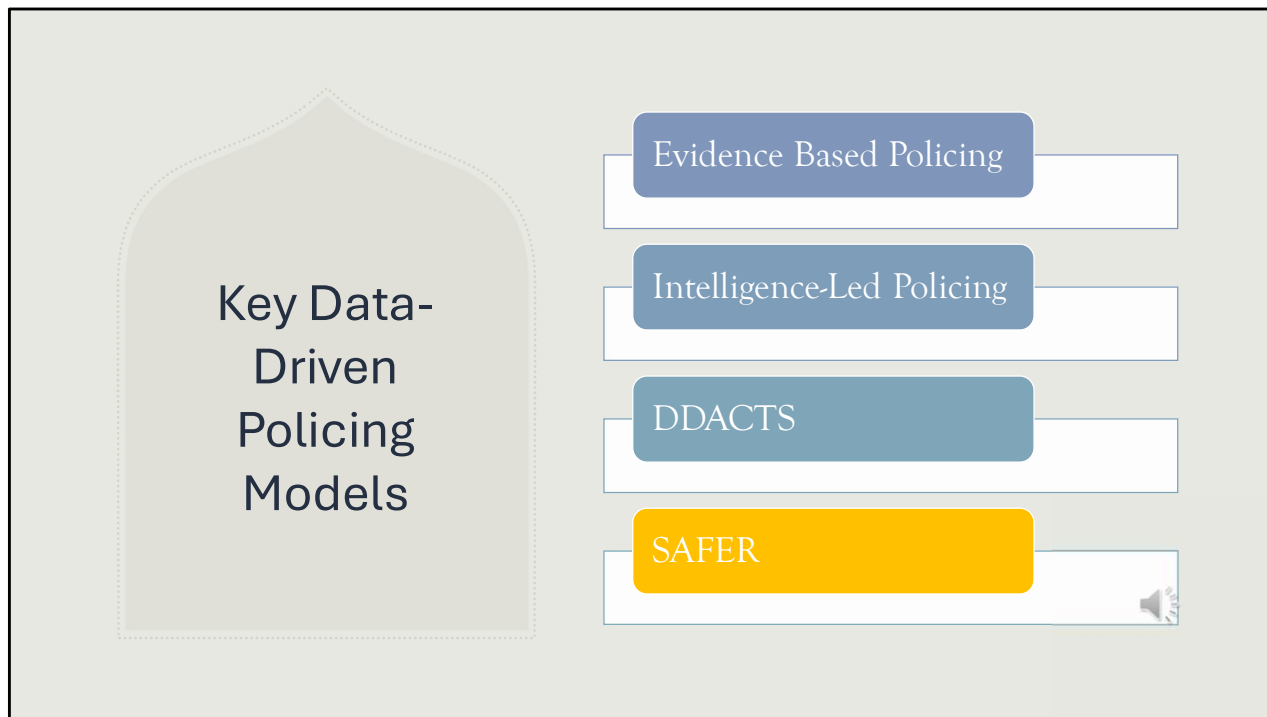 Key Data-
Driven
Policing
Models
Evidence Based Policing
Intelligence-Led Policing
DDACTS
SAFER